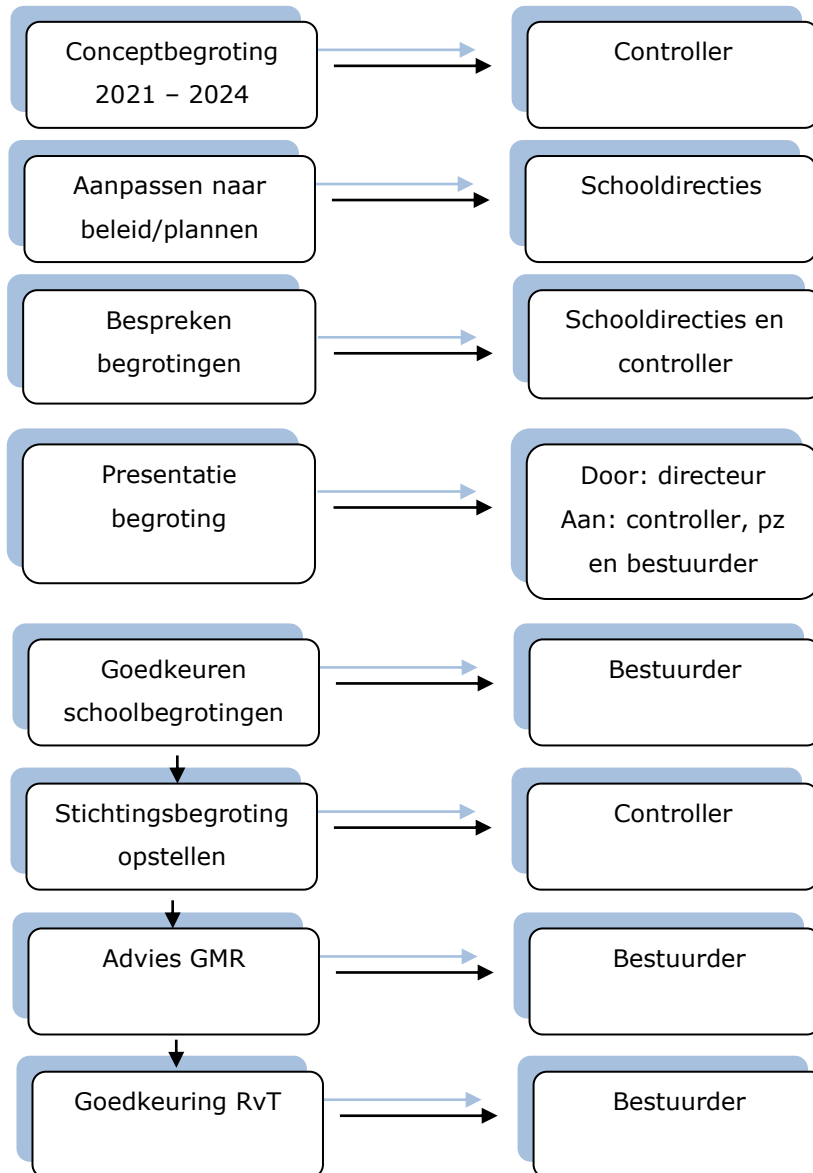 Conceptbegroting
2021 – 2024
Controller
Aanpassen naar
beleid/plannen
Schooldirecties
Bespreken
begrotingen
Schooldirecties en
controller
Presentatie
begroting
Door: directeur
Aan: controller, pz
en bestuurder
Goedkeuren
schoolbegrotingen
Bestuurder
Stichtingsbegroting
opstellen
Controller
Advies GMR
Bestuurder
Goedkeuring RvT
Bestuurder